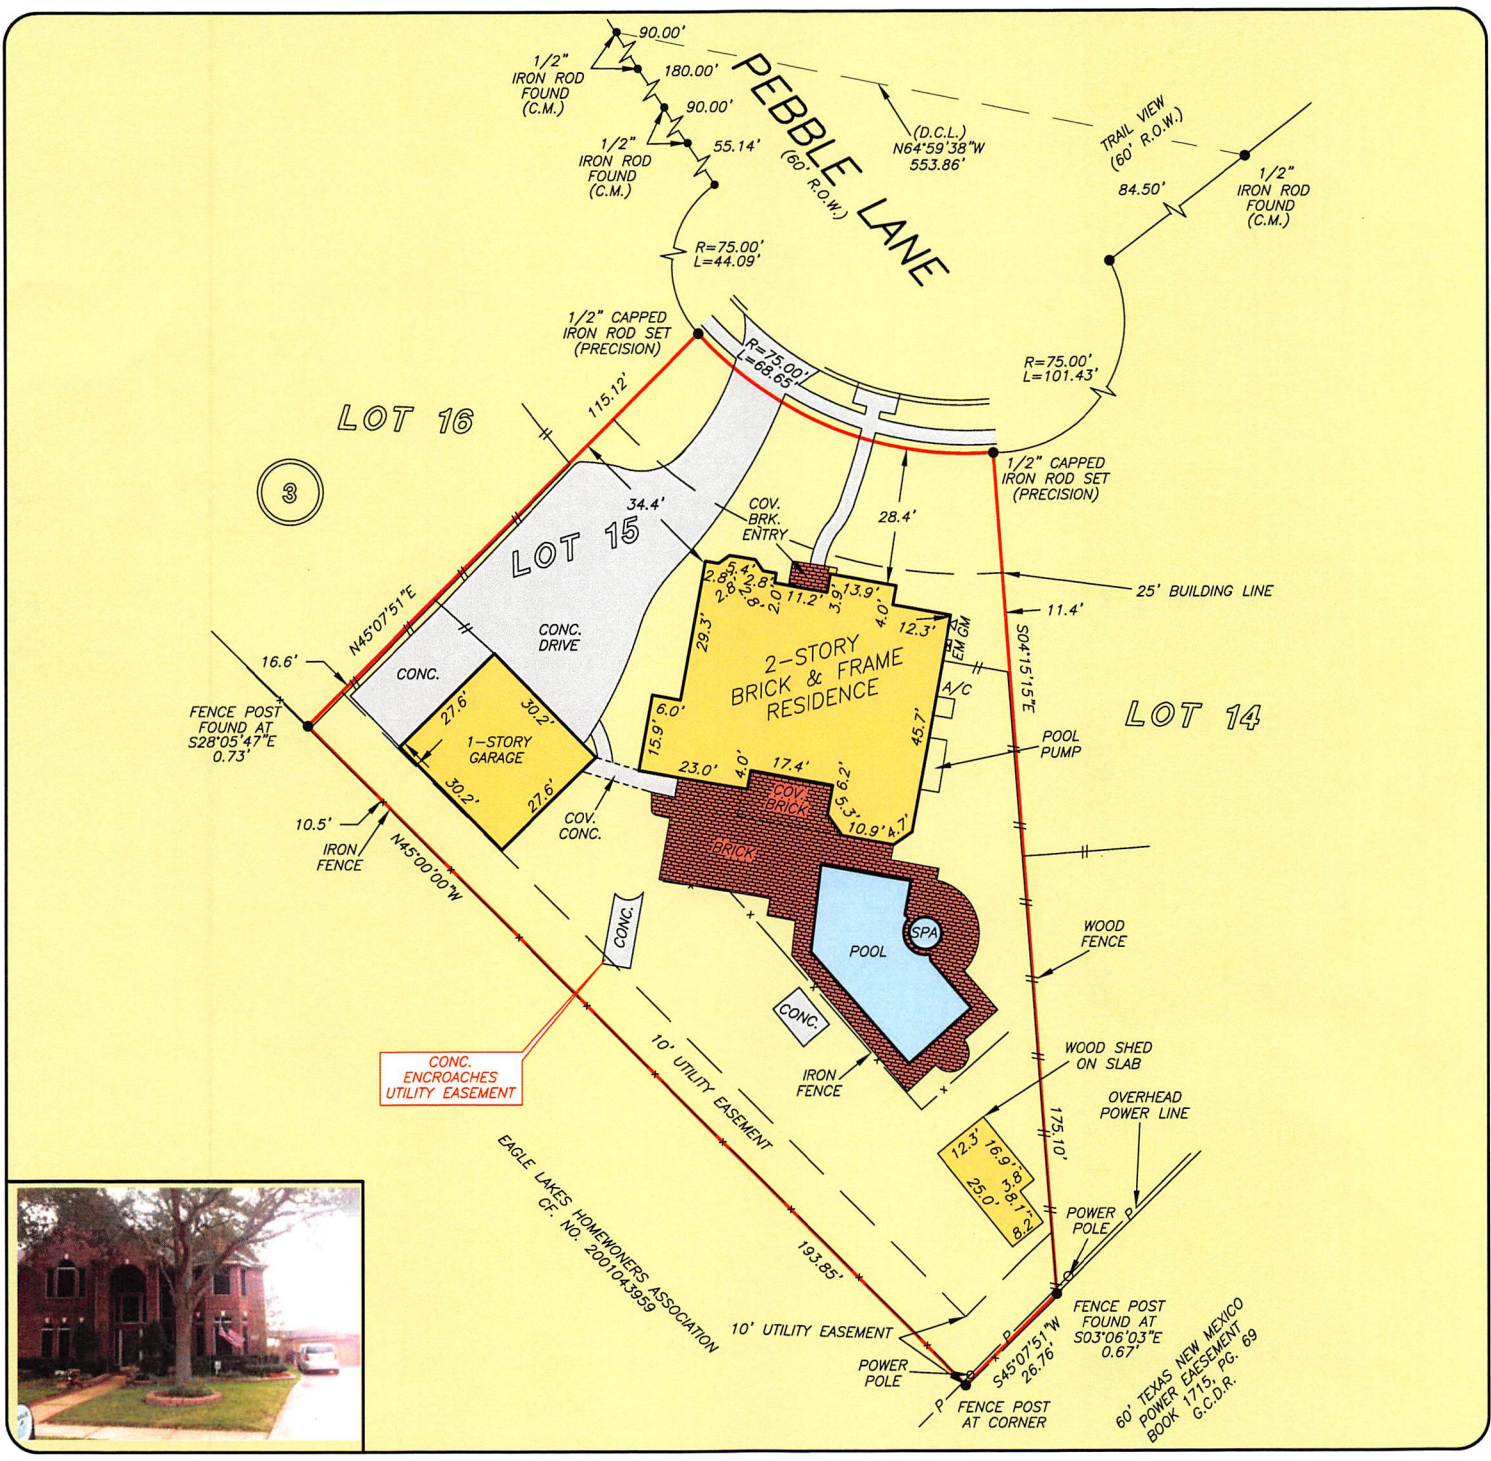 90.00'
1/2"
IRON ROD
FOUND
(C.M.)
180.00'
90.00'
1/2"
IRON ROD
FOUND
(C.M.)
55.14'
PEBBLE LANE
(60' R.O.W.)
(D.C.L.)
N64°59'38"W
553.86'
TRAIL VIEW
(60' R.O.W.)
84.50'
1/2"
IRON ROD
FOUND
(C.M.)
R=75.00'
L=44.09'
1/2" CAPPED
IRON ROD SET
(PRECISION)
R=75.00'
L=68.65'
R=75.00'
L=101.43'
115.12'
LOT 16
3
1/2" CAPPED
IRON ROD SET
(PRECISION)
34.4'
LOT 15
COV.
BRK.
ENTRY
28.4'
25' BUILDING LINE
11.4'
S04°15'15"E
N45°07'51"E
16.6'
CONC.
CONC.
DRIVE
2.8'
5.4'
2.8'
2.8'
2.8'
2.0'
11.2'
3.9'
13.9'
4.0'
12.3'
EM
GM
29.3'
2-STORY
BRICK & FRAME
RESIDENCE
A/C
LOT 14
FENCE POST
FOUND AT
S28°05'47"E
0.73'
27.6'
30.2'
1-STORY
GARAGE
30.2'
27.6'
6.0'
15.9'
45.7'
POOL
PUMP
23.0'
4.0'
17.4'
6.2'
5.3'
10.9'
4.7'
COV.
BRICK
BRICK
COV.
CONC.
10.5'
IRON
FENCE
N45°00'00"W
CONC.
POOL
SPA
WOOD
FENCE
CONC.
IRON
FENCE
WOOD SHED
ON SLAB
CONC.
ENCROACHES
UTILITY EASEMENT
10' UTILITY EASEMENT
OVERHEAD
POWER LINE
175.10'
12.3'
16.9'
3.8'
8.1'
25.0'
8.2'
EAGLE LAKES HOMEWONERS ASSOCIATION
CF. NO. 2001043959
193.85'
P
POWER
POLE
10' UTILITY EASEMENT
P
POWER
POLE
P
S45°07'51"W
26.76'
FENCE POST
FOUND AT
S03°06'03"E
0.67'
FENCE POST
AT CORNER
60' TEXAS NEW MEXICO
POWER EAESEMENT
BOOK 1715, PG. 69
G.C.D.R.